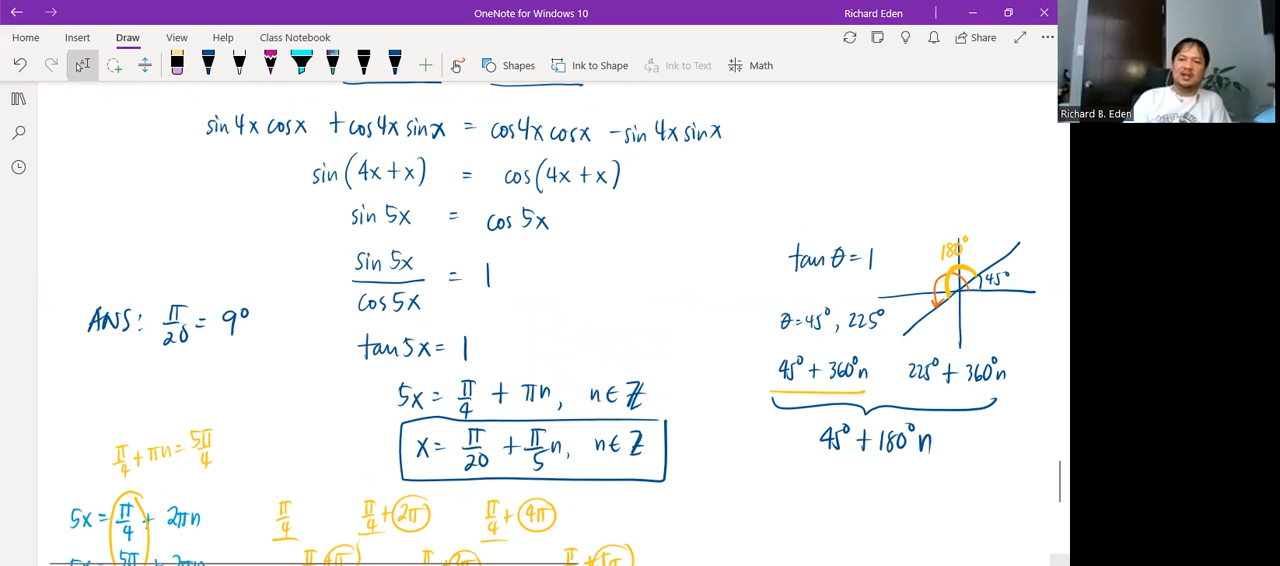 OneNote for Windows 10
Richard Eden
Home Insert Draw View Help Class Notebook
Share
Shapes Ink to Shape Ink to Text Math
Richard B. Eden
sin 4x cos x + cos 4x sin x = cos 4x cos x - sin 4x sin x
sin (4x + x) = cos (4x + x)
sin 5x = cos 5x
sin 5x / cos 5x = 1
ANS: π/20 = 9°
tan 5x = 1
5x = π/4 + πn, n ∈ ℤ
x = π/20 + π/5 n, n ∈ ℤ
tan θ = 1
180°
45°
θ = 45°, 225°
45° + 360°n 225° + 360°n
45° + 180°n
π/4 + πn = 5π/4
5x = π/4 + 2πn
π/4 π/4 + 2π π/4 + 4π